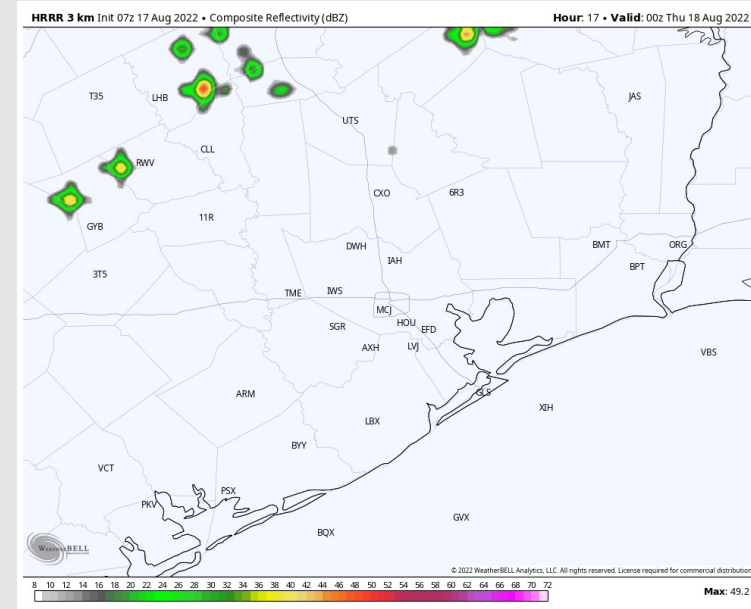 HRRR 3 km Init 07z 17 Aug 2022 • Composite Reflectivity (dBZ) Hour: 17 • Valid: 00z Thu 18 Aug 2022
T35 LHB JAS
UTS
CLL
RWV
CXO 6R3
11R
GYB
DWH BMT ORG
IAH BPT
3T5
TME IWS
MCJ
SGR HOU EFD
AXH LVJ VBS
ARM GLS
XIH
LBX
BYY
VCT
PSX
PKV
GVX
BQX
WeatherBELL
© 2022 WeatherBELL Analytics, LLC. All rights reserved. License required for commercial distribution
8 10 12 14 16 18 20 22 24 26 28 30 32 34 36 38 40 42 44 46 48 50 52 54 56 58 60 62 64 66 68 70 72
Max: 49.2